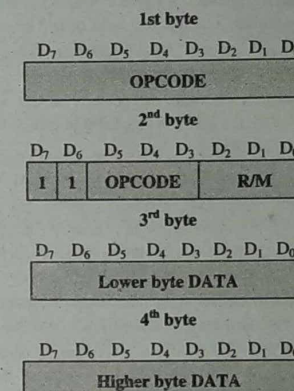 1st byte
D7 D6 D5 D4 D3 D2 D1 D
OPCODE
2nd byte
D7 D6 D5 D4 D3 D2 D1 D0
1 1 OPCODE R/M
3rd byte
D7 D6 D5 D4 D3 D2 D1 D0
Lower byte DATA
4th byte
D7 D6 D5 D4 D3 D2 D1 D0
Higher byte DATA